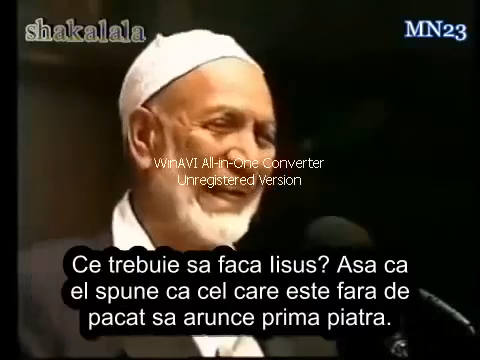 shakalala
MN23
WinAVI All-in-One Converter
Unregistered Version
Ce trebuie sa faca Iisus? Asa ca
el spune ca cel care este fara de
pacat sa arunce prima piatra.